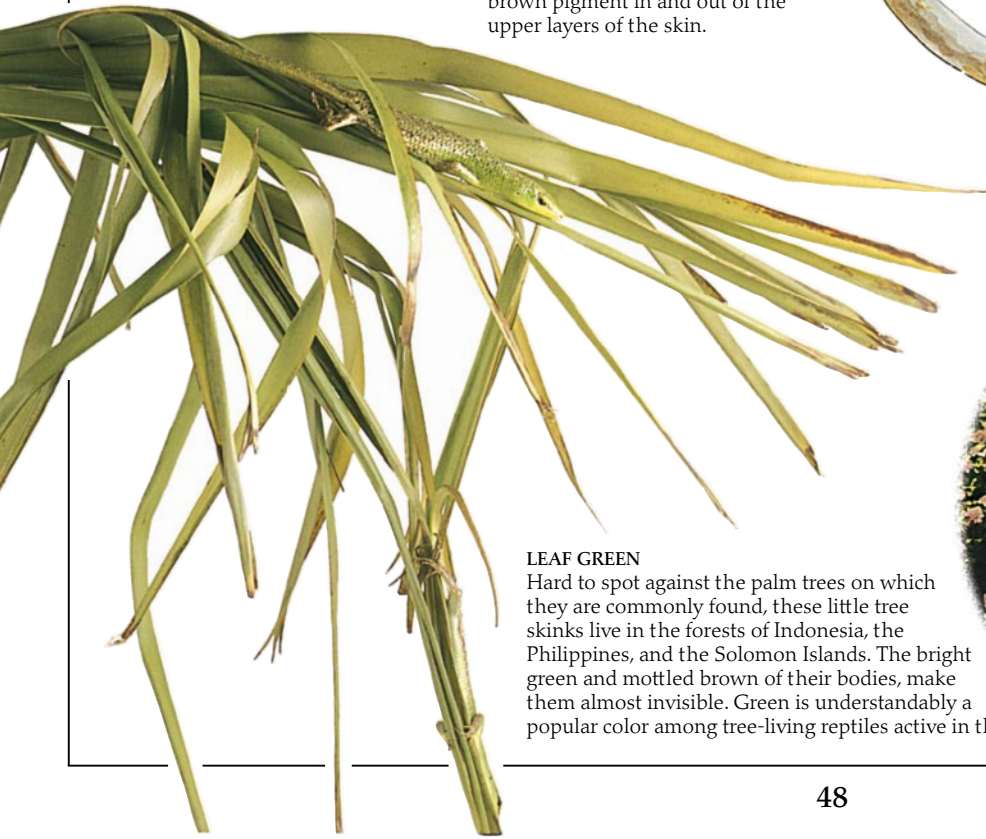 brown pigment in and out of the
upper layers of the skin.
LEAF GREEN
Hard to spot against the palm trees on which
they are commonly found, these little tree
skinks live in the forests of Indonesia, the
Philippines, and the Solomon Islands. The bright
green and mottled brown of their bodies, make
them almost invisible. Green is understandably a
popular color among tree-living reptiles active in
48